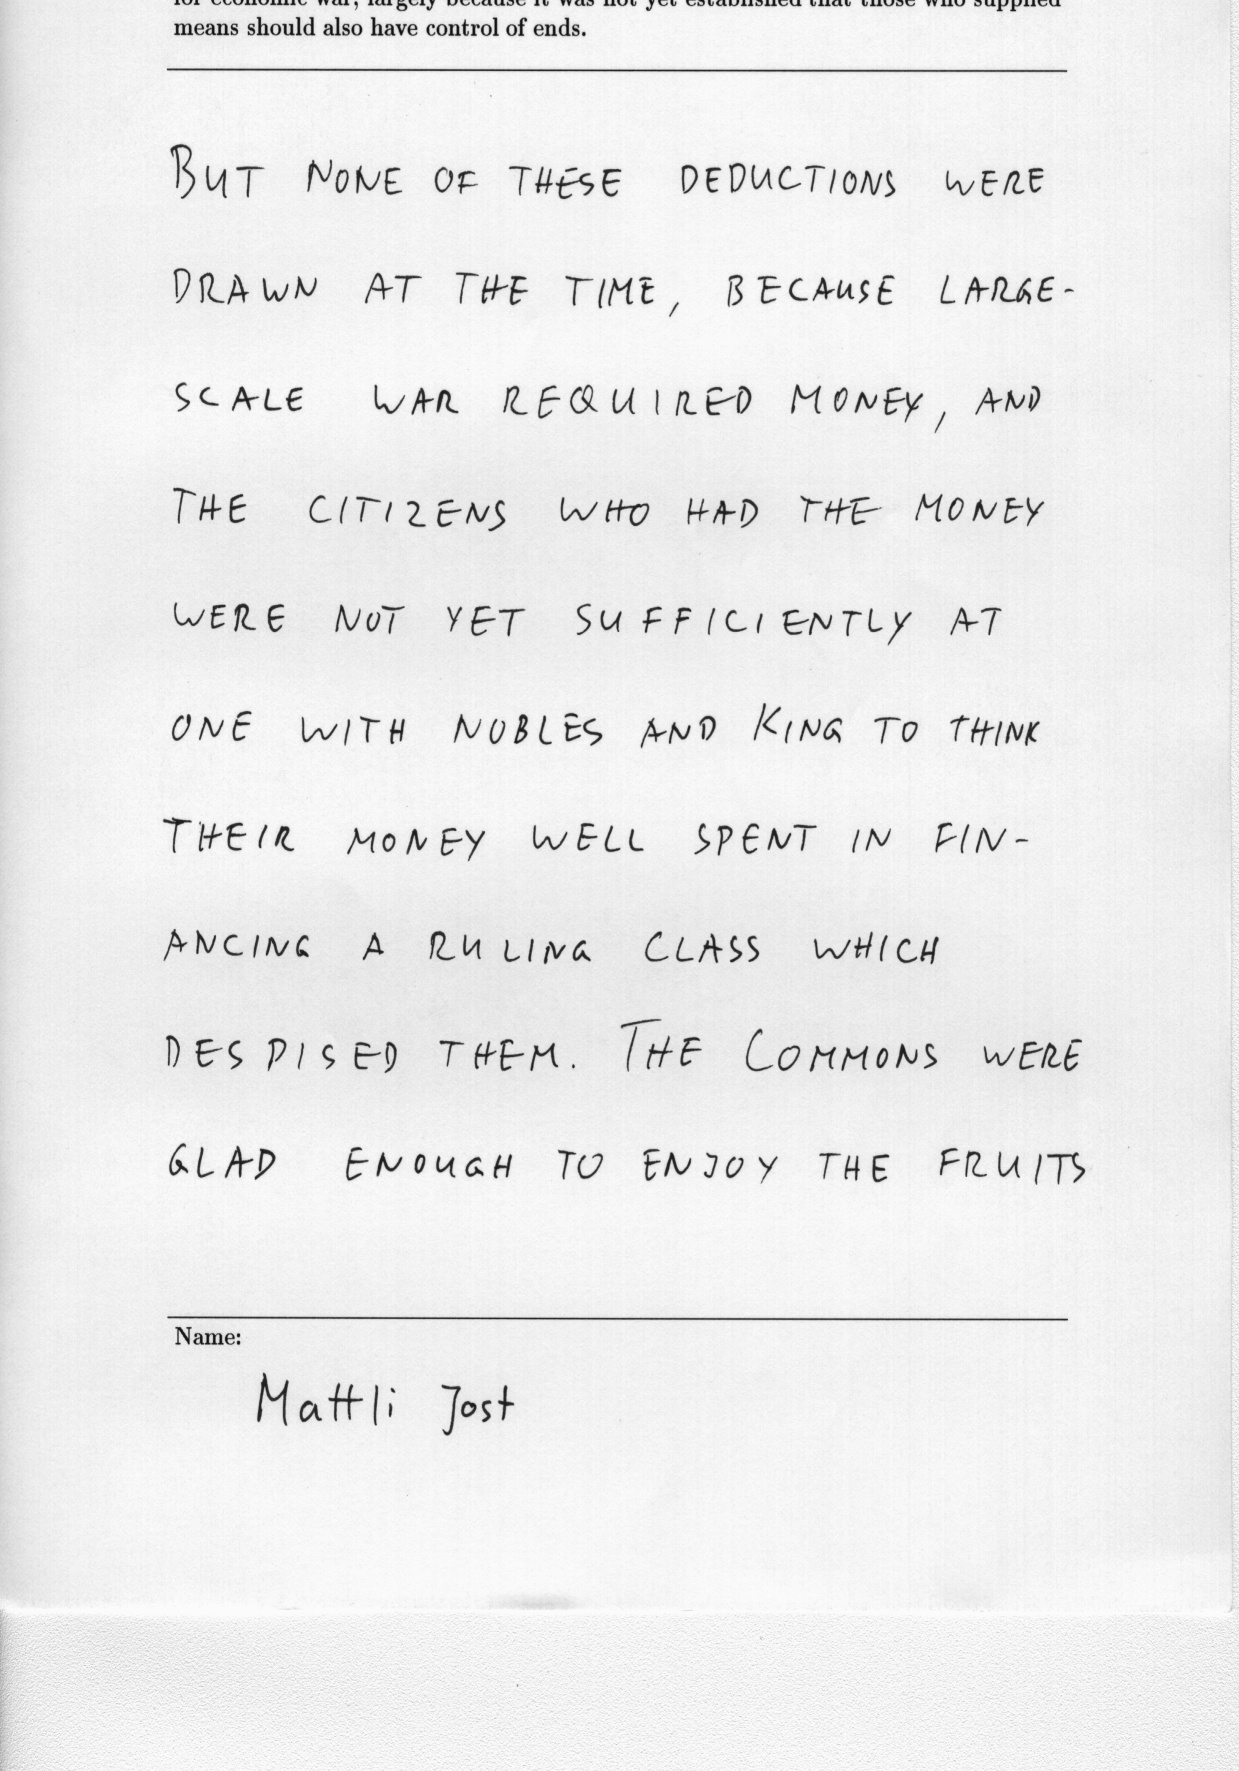 for economic war, largely because it was not yet established that those who supplied
means should also have control of ends.
BUT NONE OF THESE DEDUCTIONS WERE
DRAWN AT THE TIME, BECAUSE LARGE-
SCALE WAR REQUIRED MONEY, AND
THE CITIZENS WHO HAD THE MONEY
WERE NOT YET SUFFICIENTLY AT
ONE WITH NOBLES AND KING TO THINK
THEIR MONEY WELL SPENT IN FIN-
ANCING A RULING CLASS WHICH
DESPISED THEM. THE COMMONS WERE
GLAD ENOUGH TO ENJOY THE FRUITS
Name:
Mattli Jost